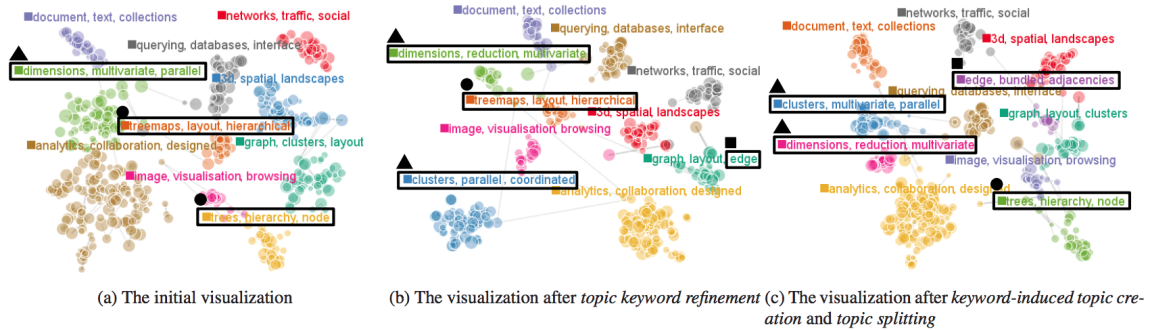 document, text, collections
networks, traffic, social
querying, databases, interface
dimensions, multivariate, parallel
3d, spatial, landscapes
treemaps, layout, hierarchical
analytics, collaboration, designed
graph, clusters, layout
image, visualisation, browsing
trees, hierarchy, node
(a) The initial visualization
document, text, collections
querying, databases, interface
dimensions, reduction, multivariate
networks, traffic, social
treemaps, layout, hierarchical
3d, spatial, landscapes
image, visualisation, browsing
graph, layout, edge
clusters, parallel, coordinated
analytics, collaboration, designed
(b) The visualization after topic keyword refinement
networks, traffic, social
document, text, collections
3d, spatial, landscapes
edge, bundled, adjacencies
querying, databases, interface
clusters, multivariate, parallel
graph, layout, clusters
dimensions, reduction, multivariate
image, visualisation, browsing
analytics, collaboration, designed
trees, hierarchy, node
(c) The visualization after keyword-induced topic cre-
ation and topic splitting